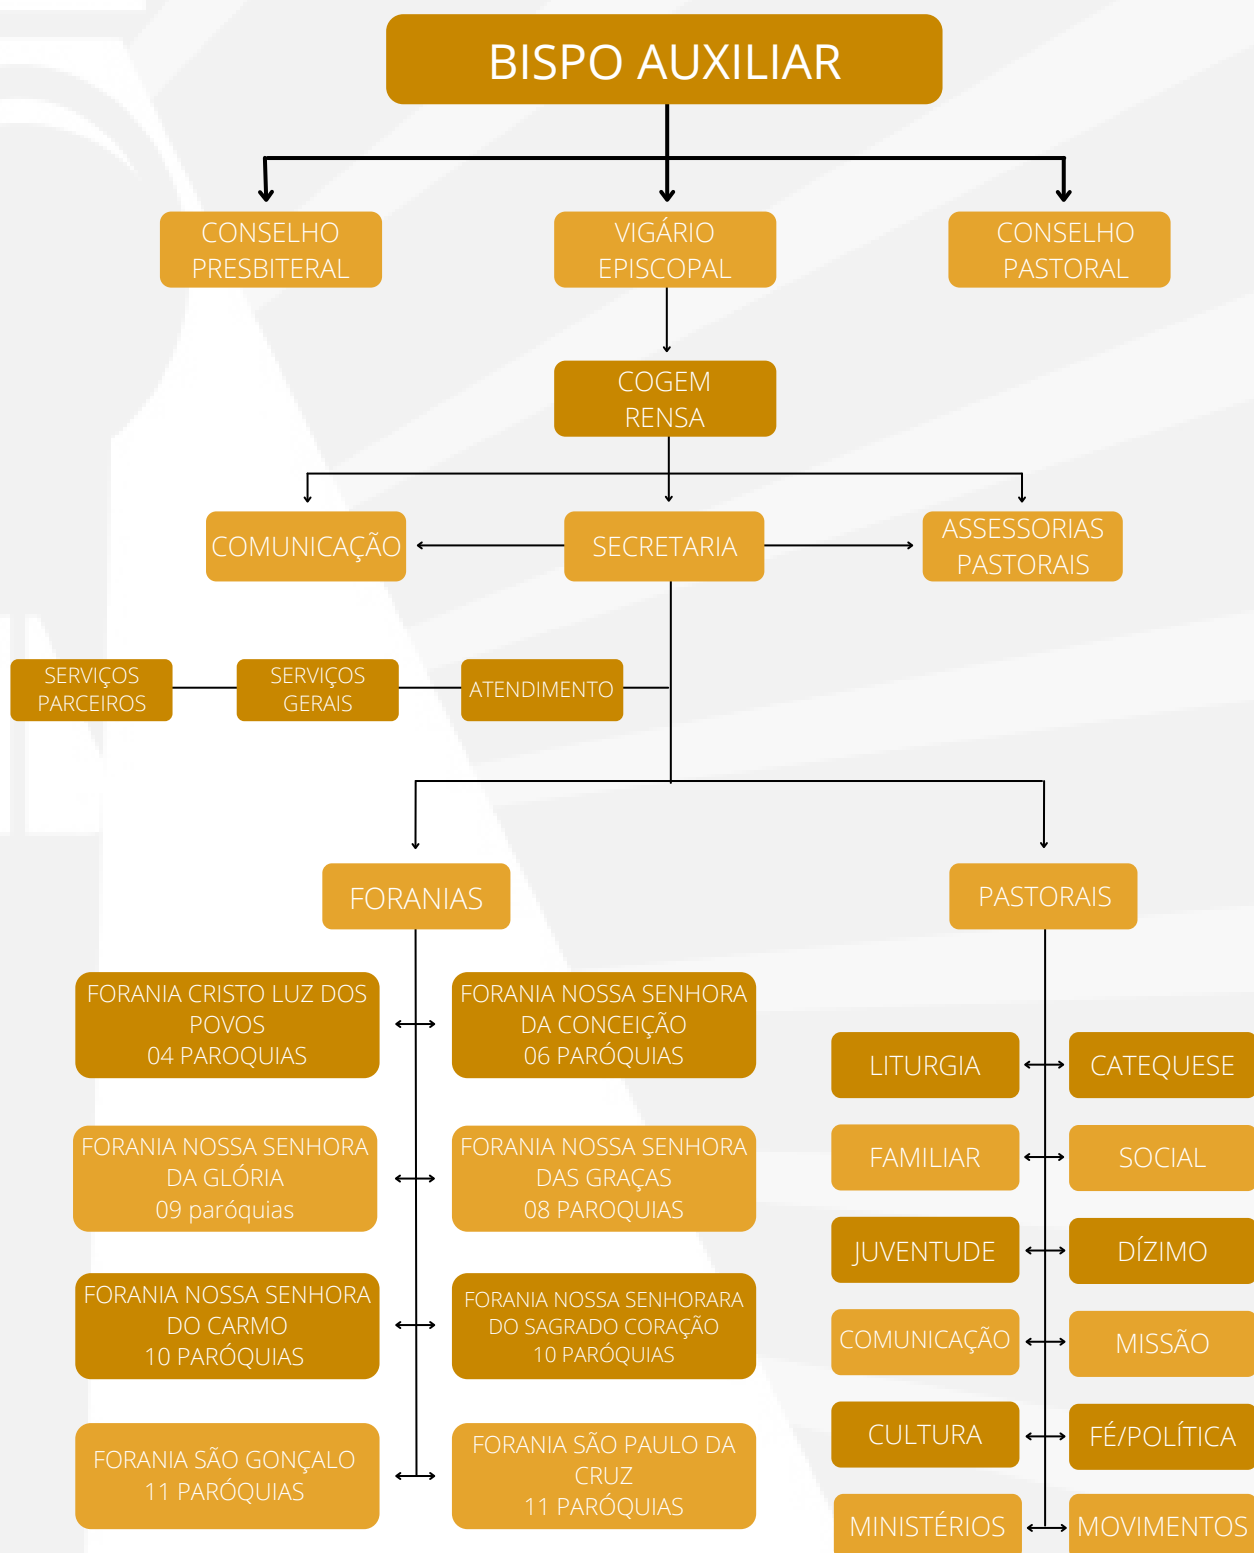 BISPO AUXILIAR
CONSELHO
PRESBITERAL
VIGÁRIO
EPISCOPAL
CONSELHO
PASTORAL
COGEM
RENSA
COMUNICAÇÃO
SECRETARIA
ASSESSORIAS
PASTORAIS
SERVIÇOS
PARCEIROS
SERVIÇOS
GERAIS
ATENDIMENTO
FORANIAS
PASTORAIS
FORANIA CRISTO LUZ DOS
POVOS
04 PAROQUIAS
FORANIA NOSSA SENHORA
DA CONCEIÇÃO
06 PARÓQUIAS
FORANIA NOSSA SENHORA
DA GLÓRIA
09 paróquias
FORANIA NOSSA SENHORA
DAS GRAÇAS
08 PAROQUIAS
FORANIA NOSSA SENHORA
DO CARMO
10 PARÓQUIAS
FORANIA NOSSA SENHORARA
DO SAGRADO CORAÇÃO
10 PARÓQUIAS
FORANIA SÃO GONÇALO
11 PARÓQUIAS
FORANIA SÃO PAULO DA
CRUZ
11 PARÓQUIAS
LITURGIA
CATEQUESE
FAMILIAR
SOCIAL
JUVENTUDE
DÍZIMO
COMUNICAÇÃO
MISSÃO
CULTURA
FÉ/POLÍTICA
MINISTÉRIOS
MOVIMENTOS